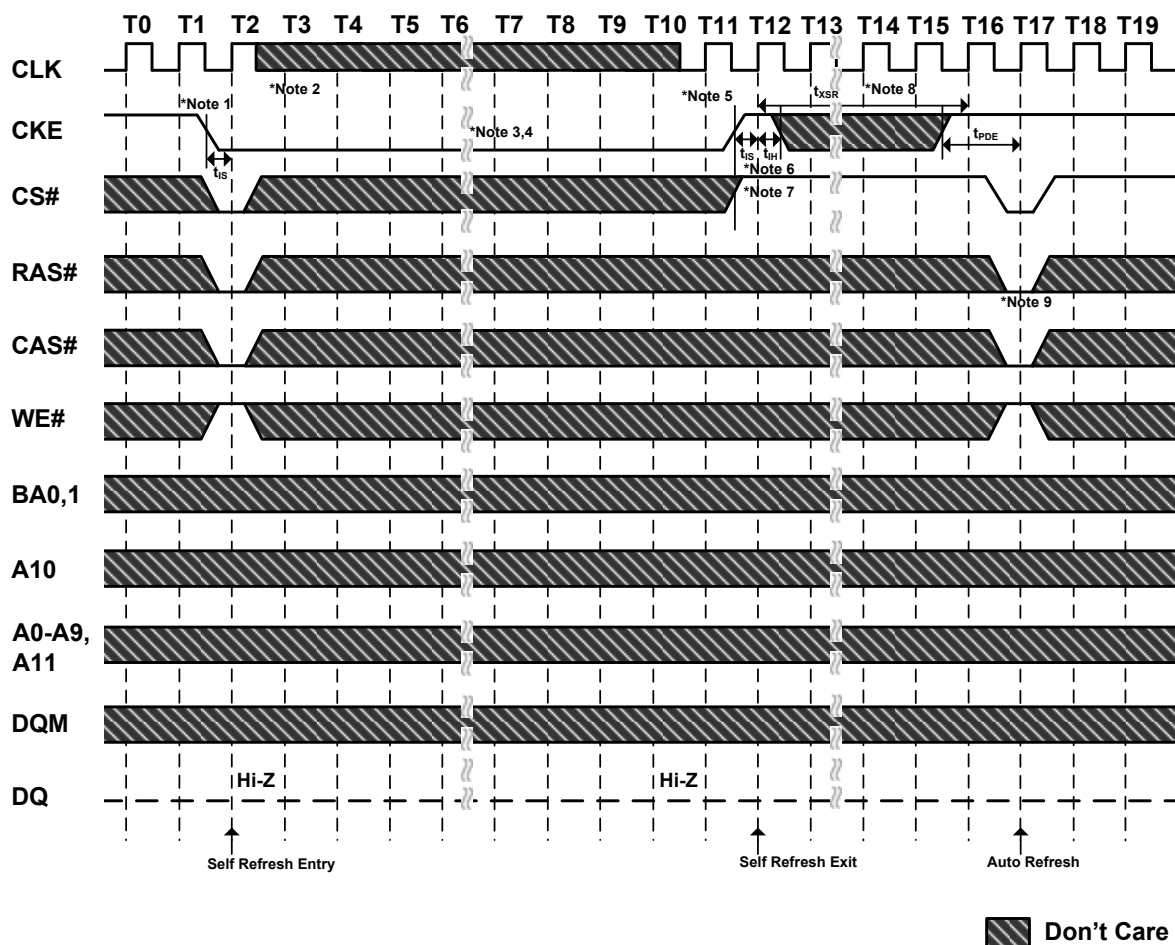 T0 T1 T2 T3 T4 T5 T6 T7 T8 T9 T10 T11 T12 T13 T14 T15 T16 T17 T18 T19
CLK
*Note 1 *Note 2 *Note 5 tXSR *Note 8
CKE
*Note 3,4
tIS tIS tIH tPDE
*Note 6
CS#
*Note 7
RAS#
*Note 9
CAS#
WE#
BA0,1
A10
A0-A9,
A11
DQM
Hi-Z Hi-Z
DQ
Self Refresh Entry Self Refresh Exit Auto Refresh
Don't Care